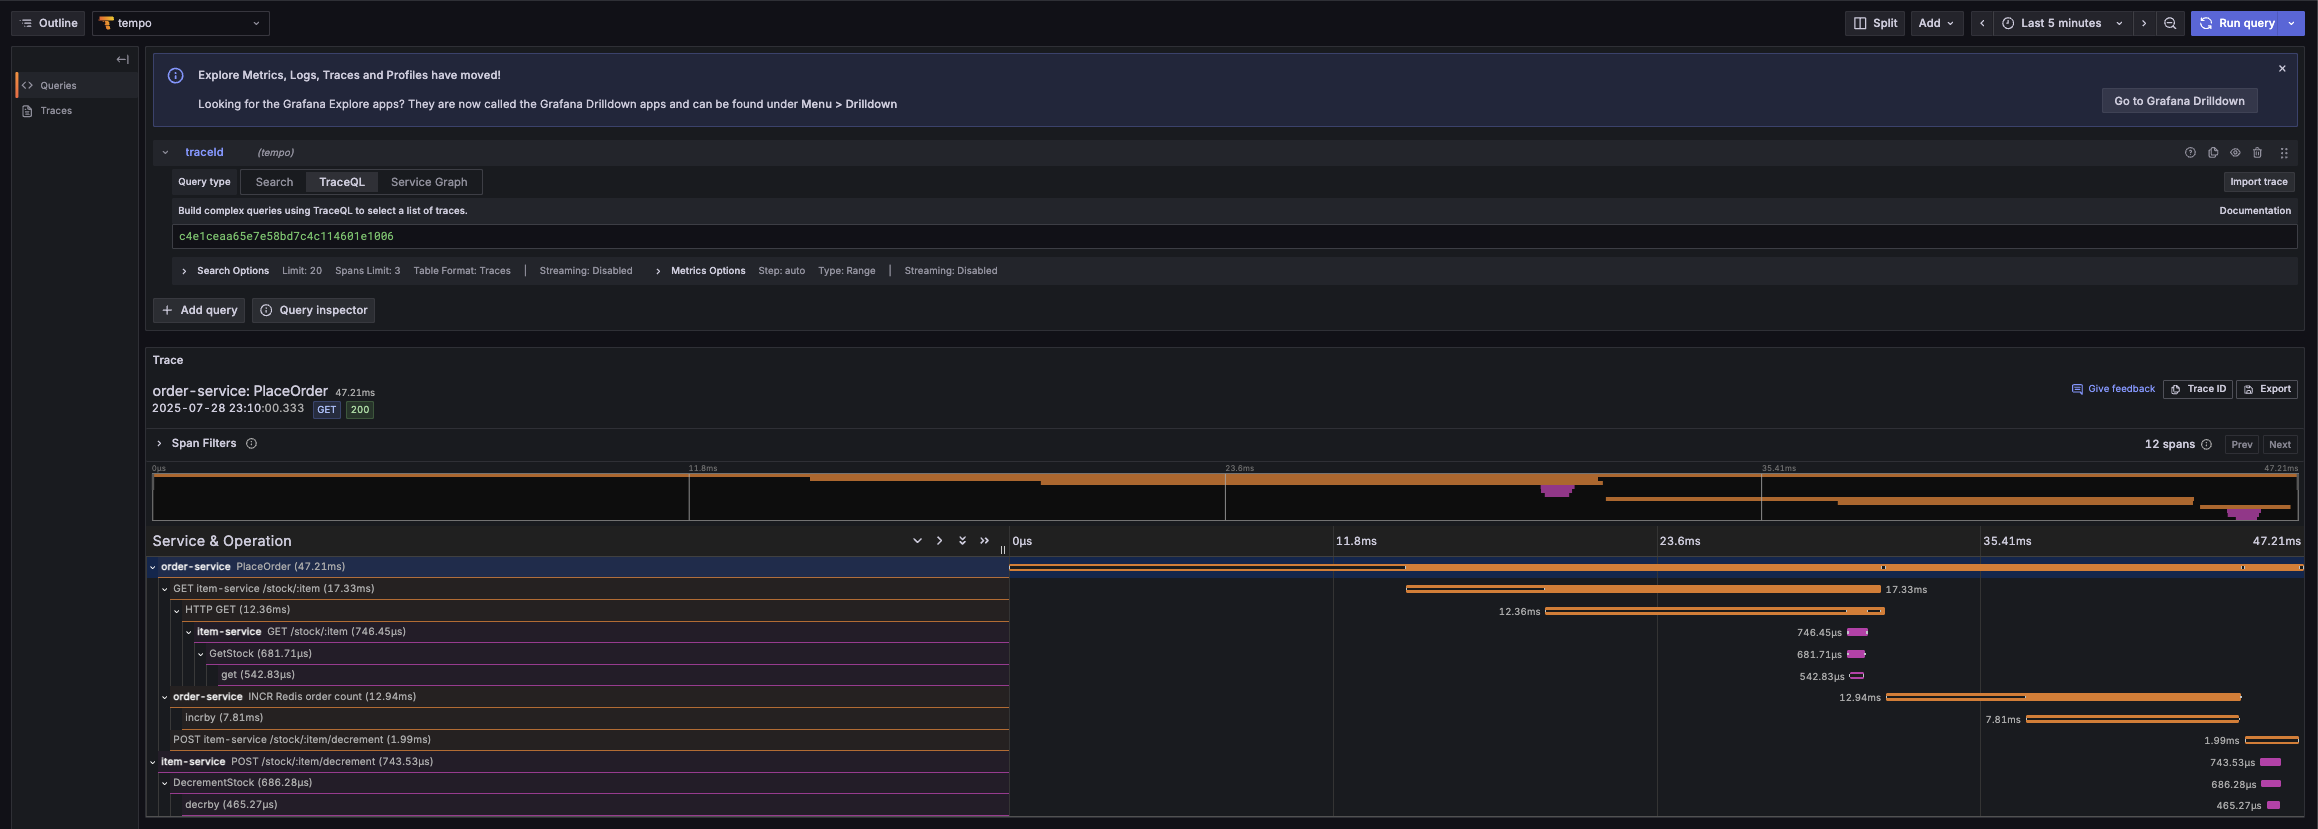 Outline
tempo
Split
Add
Last 5 minutes
Run query
Queries
Traces
Explore Metrics, Logs, Traces and Profiles have moved!
Looking for the Grafana Explore apps? They are now called the Grafana Drilldown apps and can be found under Menu > Drilldown
Go to Grafana Drilldown
traceId (tempo)
Query type Search TraceQL Service Graph Import trace
Build complex queries using TraceQL to select a list of traces. Documentation
c4e1ceaa65e7e58bd7c4c114601e1006
Search Options Limit: 20 Spans Limit: 3 Table Format: Traces | Streaming: Disabled Metrics Options Step: auto Type: Range | Streaming: Disabled
+ Add query Query inspector
Trace
order-service: PlaceOrder 47.21ms
2025-07-28 23:10:00.333 GET 200
Give feedback Trace ID Export
Span Filters
12 spans Prev Next
0μs 11.8ms 23.6ms 35.41ms 47.21ms
Service & Operation 0μs 11.8ms 23.6ms 35.41ms 47.21ms
order-service PlaceOrder (47.21ms)
GET item-service /stock/:item (17.33ms) 17.33ms
HTTP GET (12.36ms) 12.36ms
item-service GET /stock/:item (746.45μs) 746.45μs
GetStock (681.71μs) 681.71μs
get (542.83μs) 542.83μs
order-service INCR Redis order count (12.94ms) 12.94ms
incrby (7.81ms) 7.81ms
POST item-service /stock/:item/decrement (1.99ms) 1.99ms
item-service POST /stock/:item/decrement (743.53μs) 743.53μs
DecrementStock (686.28μs) 686.28μs
decrby (465.27μs) 465.27μs